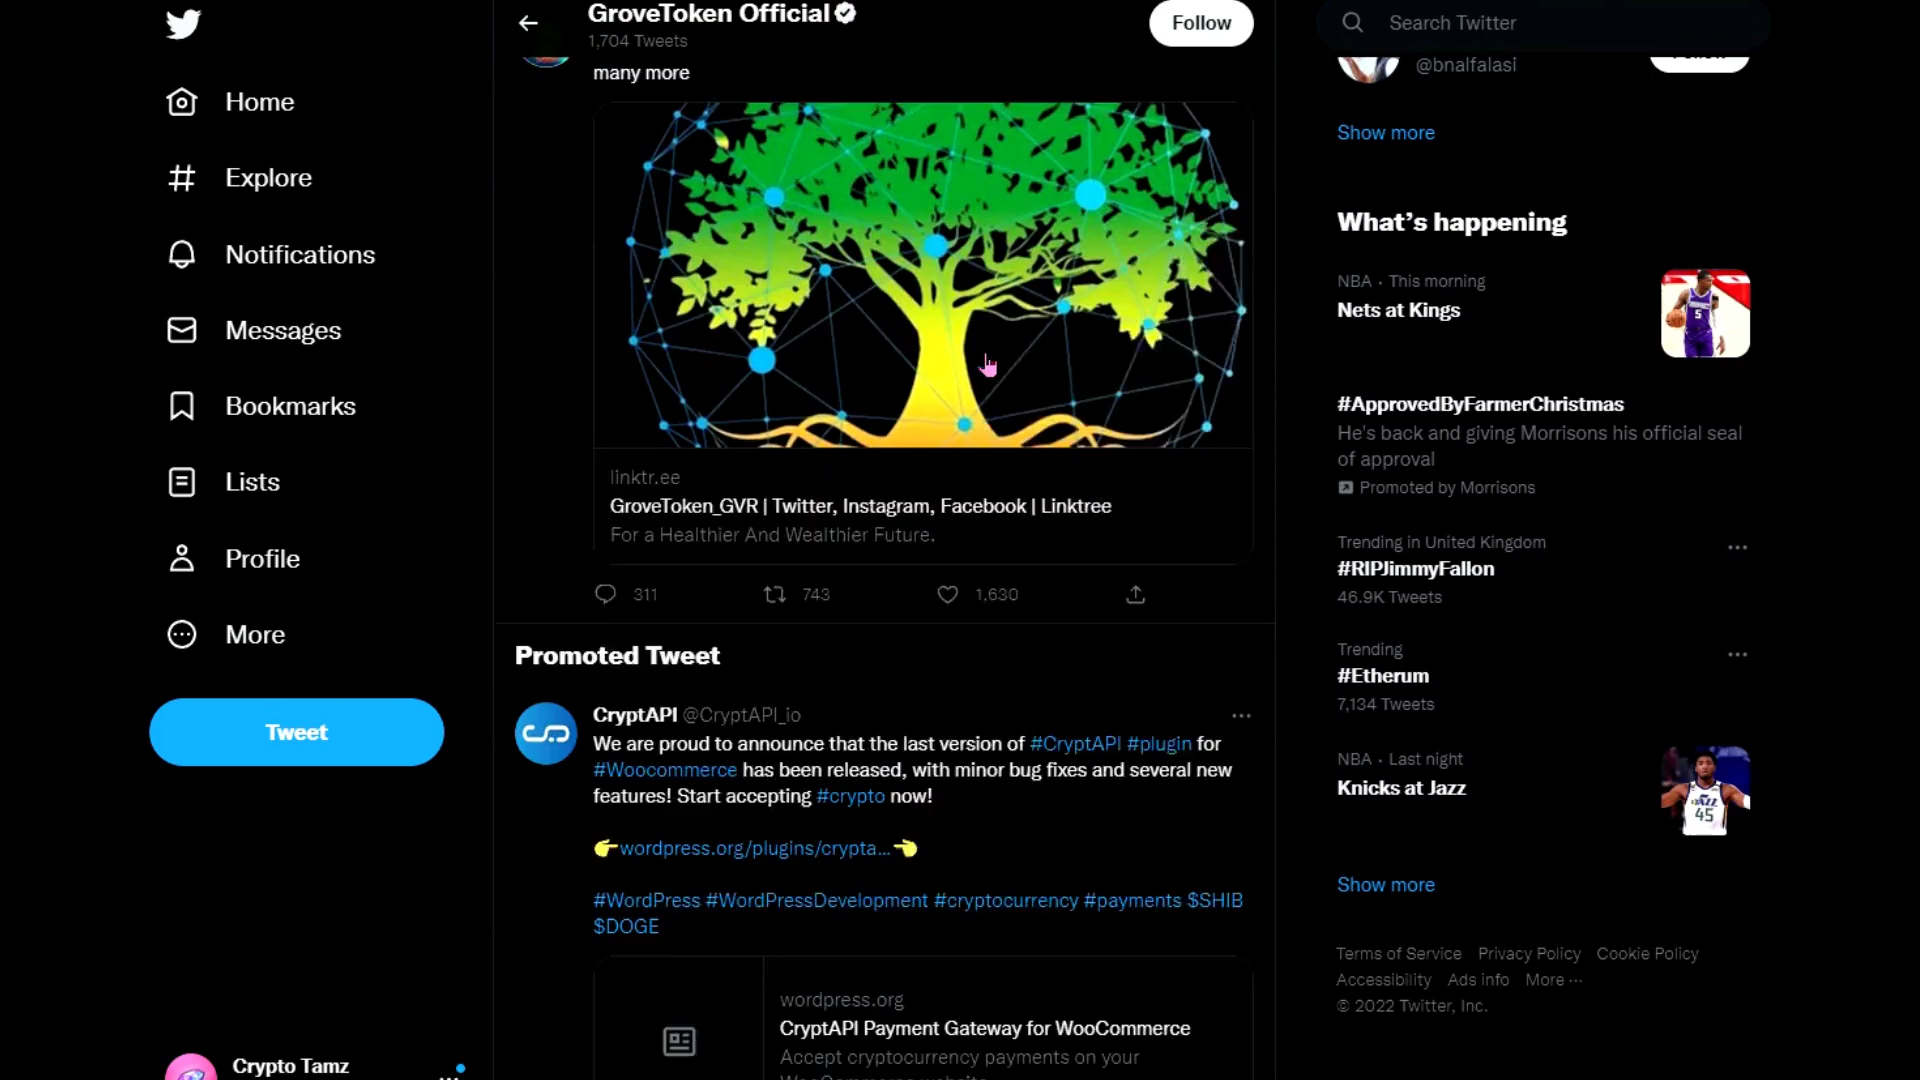 Home
Explore
Notifications
Messages
Bookmarks
Lists
Profile
More
Tweet
Crypto Tamz
GroveToken Official
1,704 Tweets
Follow
many more
linktr.ee
GroveToken_GVR | Twitter, Instagram, Facebook | Linktree
For a Healthier And Wealthier Future.
311
743
1,630
Promoted Tweet
CryptAPI @CryptAPI_io
We are proud to announce that the last version of #CryptAPI #plugin for
#Woocommerce has been released, with minor bug fixes and several new
features! Start accepting #crypto now!
👉wordpress.org/plugins/crypta...👈
#WordPress #WordPressDevelopment #cryptocurrency #payments $SHIB
$DOGE
wordpress.org
CryptAPI Payment Gateway for WooCommerce
Accept cryptocurrency payments on your
Search Twitter
@bnalfalasi
Show more
What's happening
NBA · This morning
Nets at Kings
5
#ApprovedByFarmerChristmas
He's back and giving Morrisons his official seal
of approval
Promoted by Morrisons
Trending in United Kingdom
#RIPJimmyFallon
46.9K Tweets
Trending
#Etherum
7,134 Tweets
NBA · Last night
Knicks at Jazz
JAZZ
45
Show more
Terms of Service Privacy Policy Cookie Policy
Accessibility Ads info More ···
© 2022 Twitter, Inc.